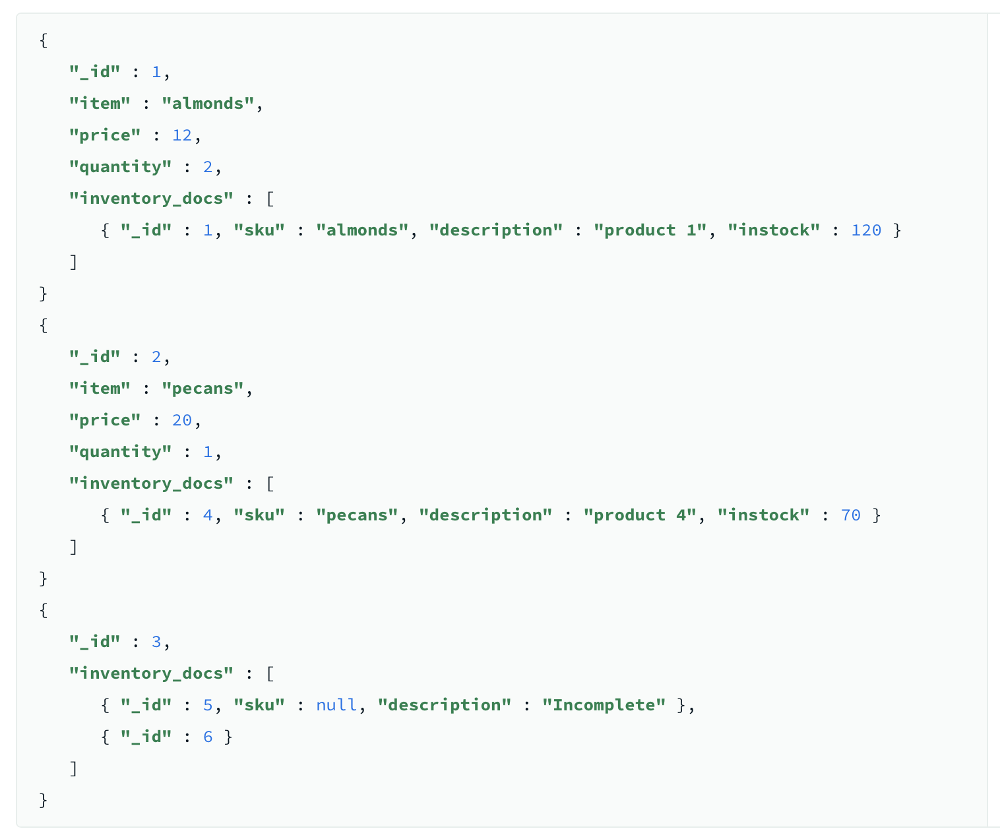 {
   "_id" : 1,
   "item" : "almonds",
   "price" : 12,
   "quantity" : 2,
   "inventory_docs" : [
      { "_id" : 1, "sku" : "almonds", "description" : "product 1", "instock" : 120 }
   ]
}
{
   "_id" : 2,
   "item" : "pecans",
   "price" : 20,
   "quantity" : 1,
   "inventory_docs" : [
      { "_id" : 4, "sku" : "pecans", "description" : "product 4", "instock" : 70 }
   ]
}
{
   "_id" : 3,
   "inventory_docs" : [
      { "_id" : 5, "sku" : null, "description" : "Incomplete" },
      { "_id" : 6 }
   ]
}